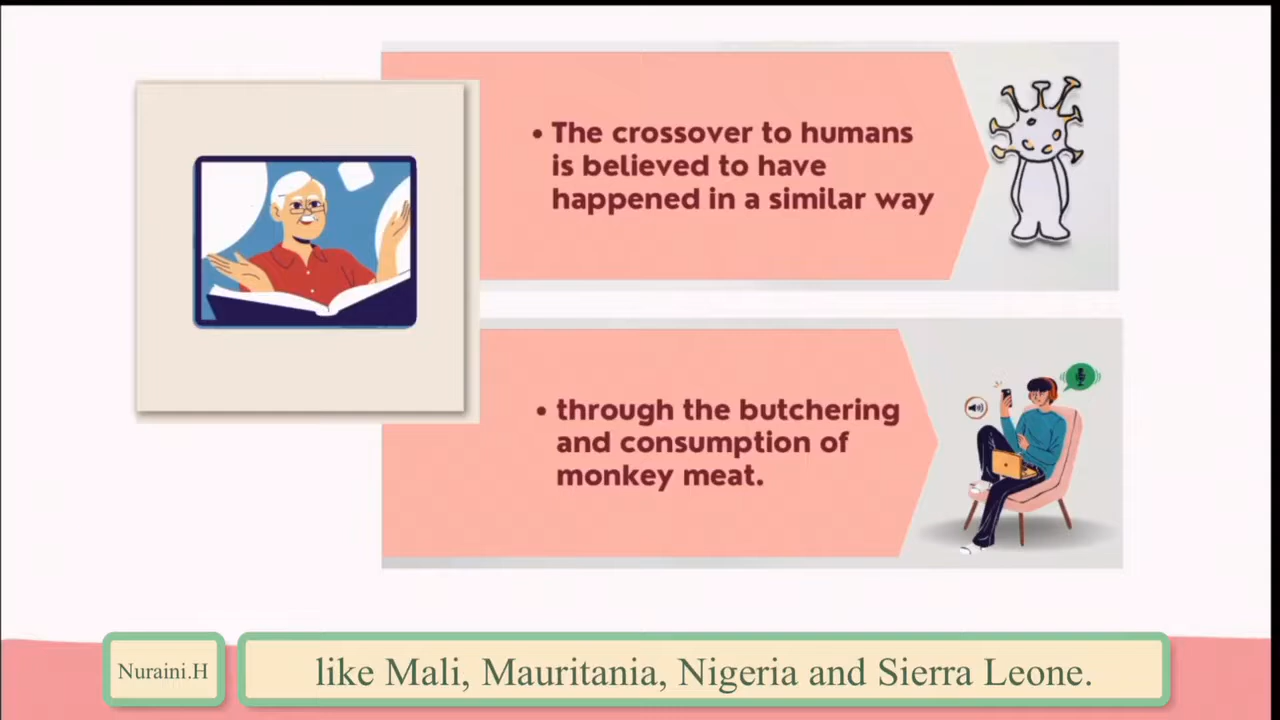 • The crossover to humans
is believed to have
happened in a similar way
• through the butchering
and consumption of
monkey meat.
Nuraini.H
like Mali, Mauritania, Nigeria and Sierra Leone.